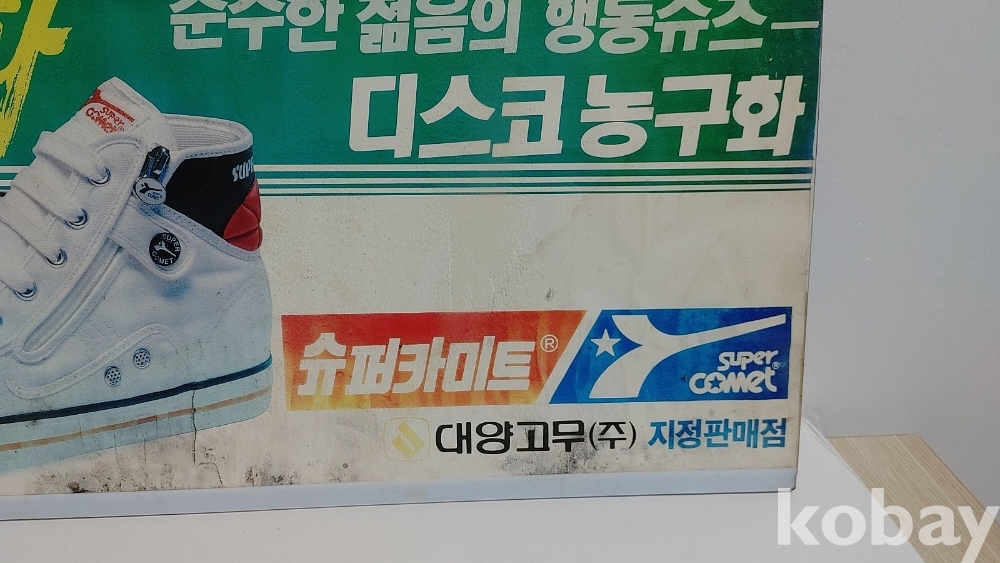 순수한 젊음의 행동슈즈—
디스코농구화
super comet®
SUPER COMET
슈퍼카미트®
super comet®
대양고무(주) 지정판매점
kobay